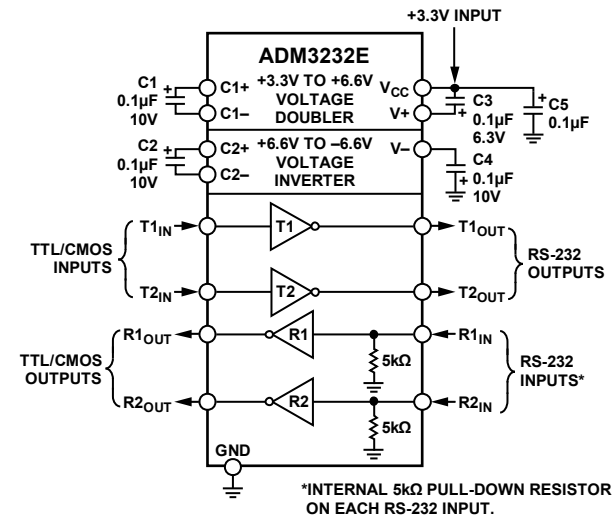 +3.3V INPUT
ADM3232E
C1
0.1µF
10V
+
C1+
C1–
+3.3V TO +6.6V
VOLTAGE
DOUBLER
VCC
V+
+
C3
0.1µF
6.3V
+
C5
0.1µF
C2
0.1µF
10V
+
C2+
C2–
+6.6V TO –6.6V
VOLTAGE
INVERTER
V–
+
C4
0.1µF
10V
TTL/CMOS
INPUTS
T1IN
T1
T1OUT
T2IN
T2
T2OUT
RS-232
OUTPUTS
TTL/CMOS
OUTPUTS
R1OUT
R1
R1IN
5kΩ
R2OUT
R2
R2IN
5kΩ
RS-232
INPUTS*
GND
*INTERNAL 5kΩ PULL-DOWN RESISTOR
ON EACH RS-232 INPUT.